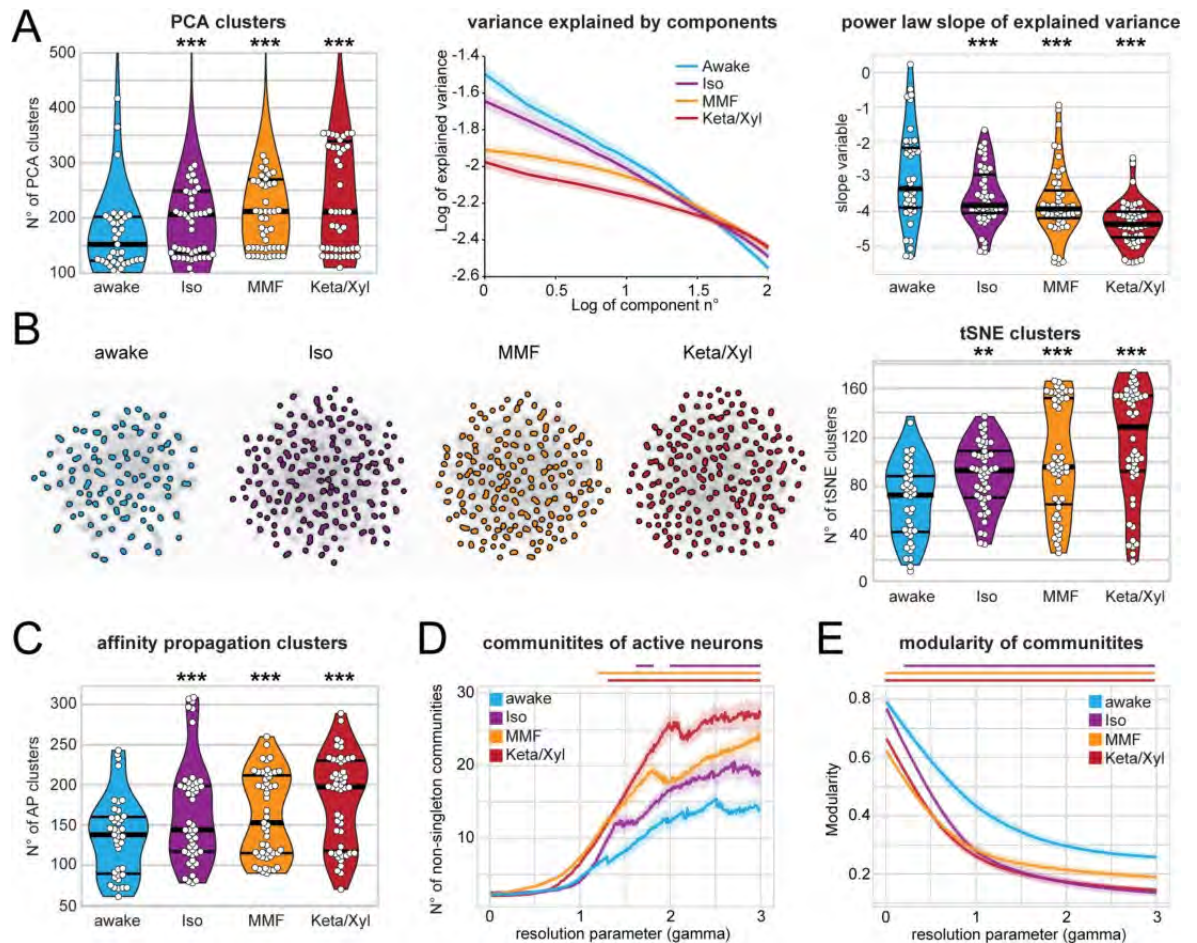 A
PCA clusters
*** *** ***
N° of PCA clusters
500
400
300
200
100
awake Iso MMF Keta/Xyl
variance explained by components
Awake
Iso
MMF
Keta/Xyl
Log of explained variance
-1.4
-1.6
-1.8
-2
-2.2
-2.4
-2.6
0 0.5 1 1.5 2
Log of component n°
power law slope of explained variance
*** *** ***
slope variable
0
-1
-2
-3
-4
-5
awake Iso MMF Keta/Xyl
B
awake Iso MMF Keta/Xyl
tSNE clusters
** *** ***
N° of tSNE clusters
160
120
80
40
0
awake Iso MMF Keta/Xyl
C
affinity propagation clusters
*** *** ***
N° of AP clusters
300
250
200
150
100
50
awake Iso MMF Keta/Xyl
D
communitites of active neurons
awake
Iso
MMF
Keta/Xyl
N° of non-singleton communities
30
20
10
0 1 2 3
resolution parameter (gamma)
E
modularity of communitites
awake
Iso
MMF
Keta/Xyl
Modularity
0.8
0.6
0.4
0.2
0 1 2 3
resolution parameter (gamma)